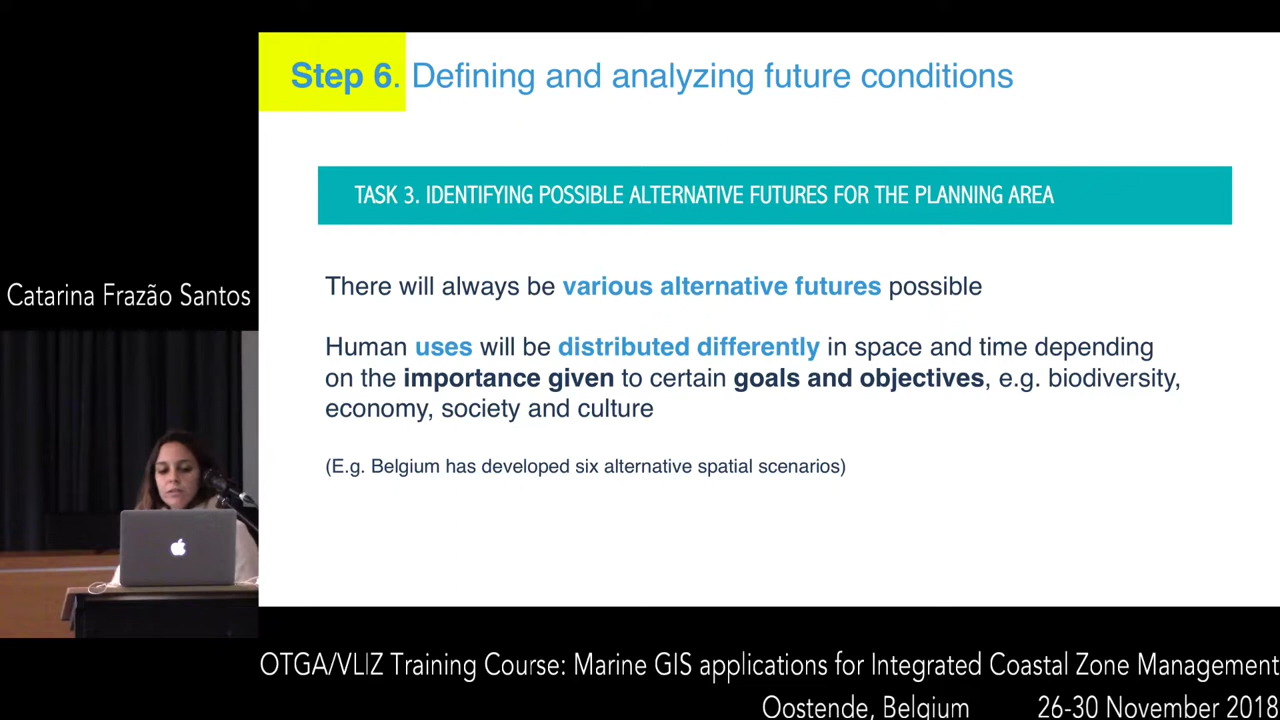 Step 6. Defining and analyzing future conditions
TASK 3. IDENTIFYING POSSIBLE ALTERNATIVE FUTURES FOR THE PLANNING AREA
There will always be various alternative futures possible
Human uses will be distributed differently in space and time depending
on the importance given to certain goals and objectives, e.g. biodiversity,
economy, society and culture
(E.g. Belgium has developed six alternative spatial scenarios)
Catarina Frazão Santos
OTGA/VLIZ Training Course: Marine GIS applications for Integrated Coastal Zone Management
Oostende, Belgium 26-30 November 2018